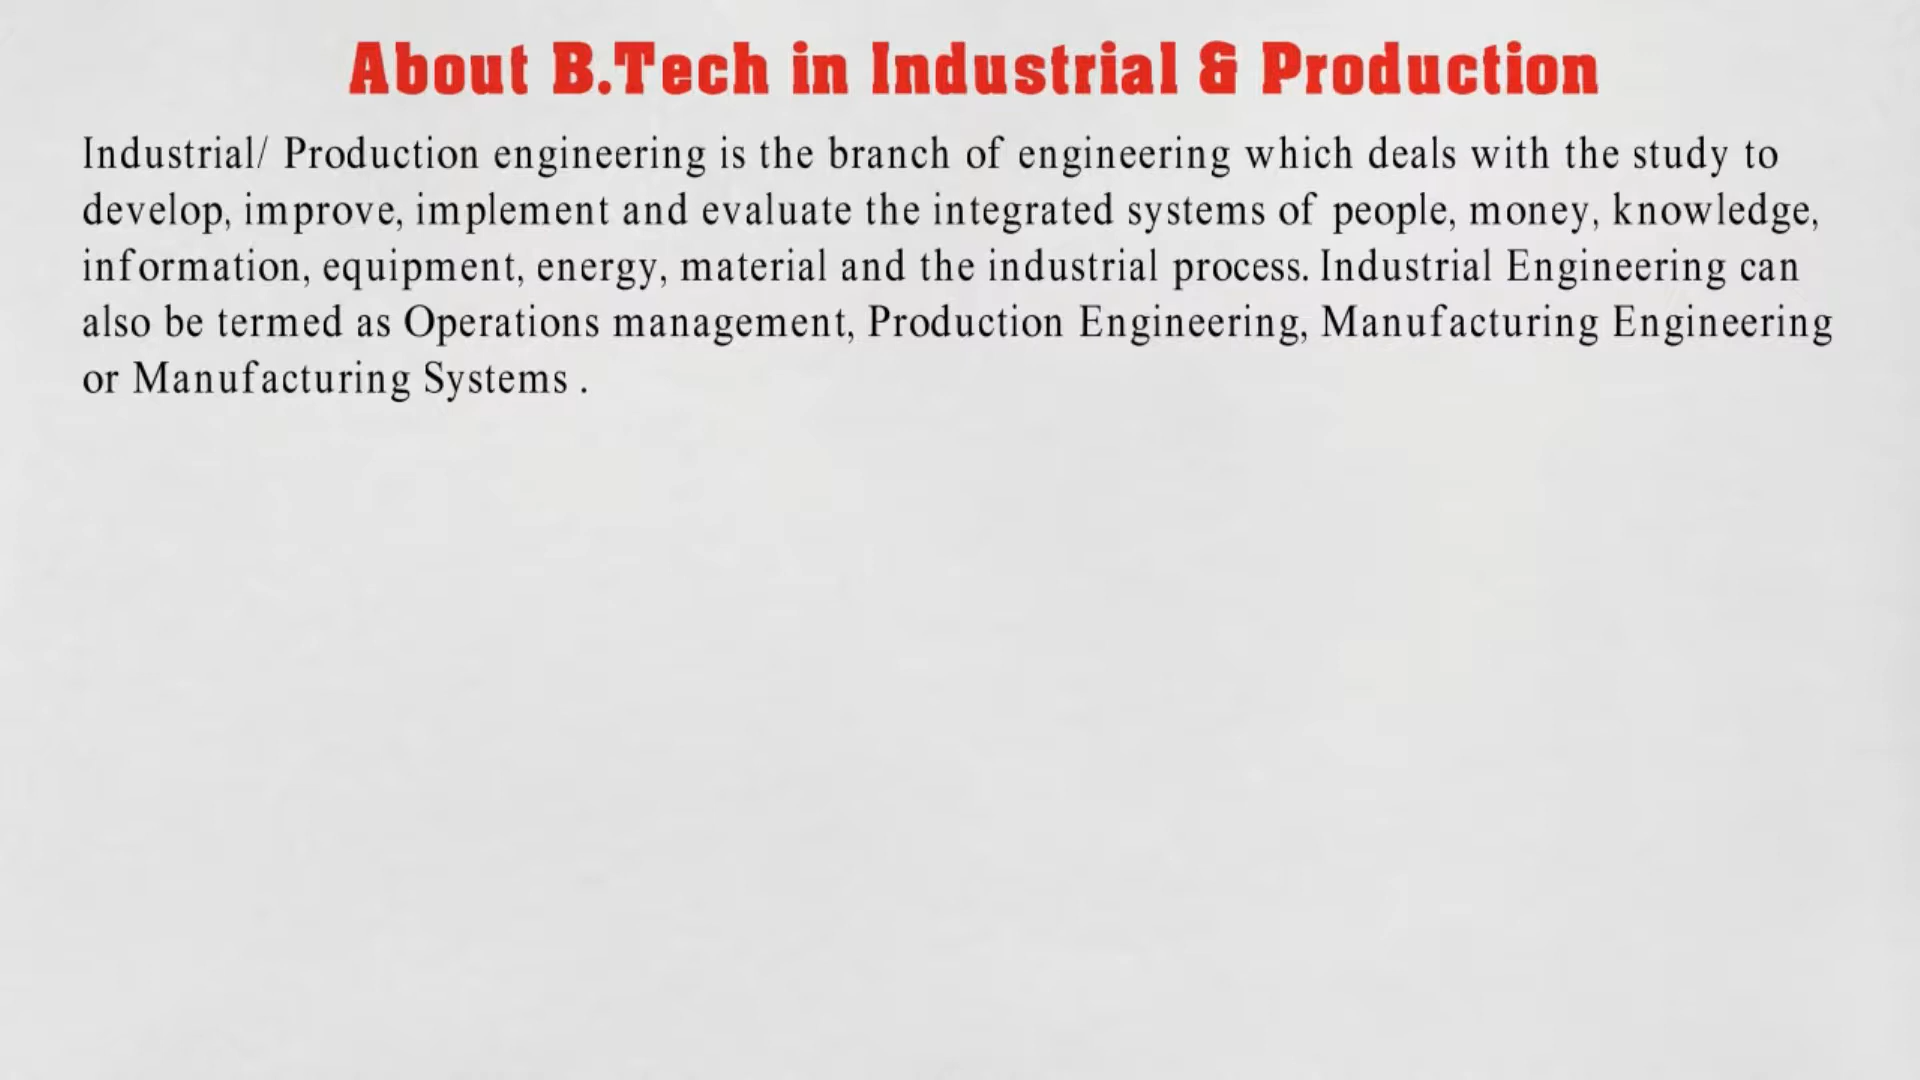 About B.Tech in Industrial & Production
Industrial/ Production engineering is the branch of engineering which deals with the study to
develop, improve, implement and evaluate the integrated systems of people, money, knowledge,
information, equipment, energy, material and the industrial process. Industrial Engineering can
also be termed as Operations management, Production Engineering, Manufacturing Engineering
or Manufacturing Systems .